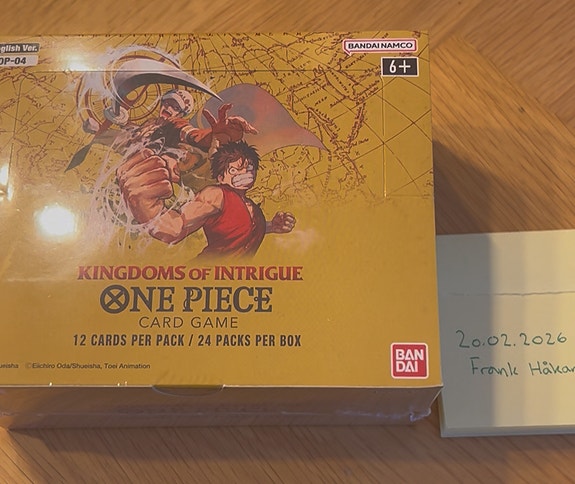 English Ver.
OP-04
BANDAI NAMCO
6+
KINGDOMS OF INTRIGUE
ONE PIECE
CARD GAME
12 CARDS PER PACK / 24 PACKS PER BOX
©Eiichiro Oda/Shueisha, Toei Animation
BAN
DAI
20.02.2026
Frank Håkan